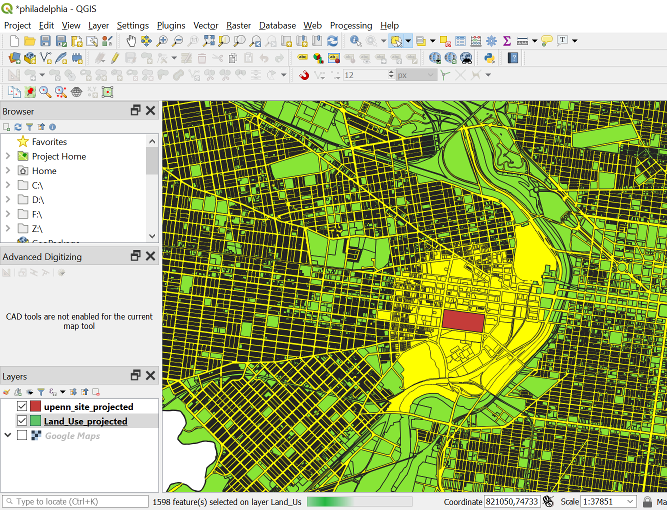 *philadelphia — QGIS
Project Edit View Layer Settings Plugins Vector Raster Database Web Processing Help
12 px
Browser
Favorites
Project Home
Home
C:\
D:\
F:\
Z:\
GeoPackage
Advanced Digitizing
CAD tools are not enabled for the current
map tool
Layers
upenn_site_projected
Land_Use_projected
Google Maps
Type to locate (Ctrl+K) 1598 feature(s) selected on layer Land_Us Coordinate 821050,74733 Scale 1:37851 Ma